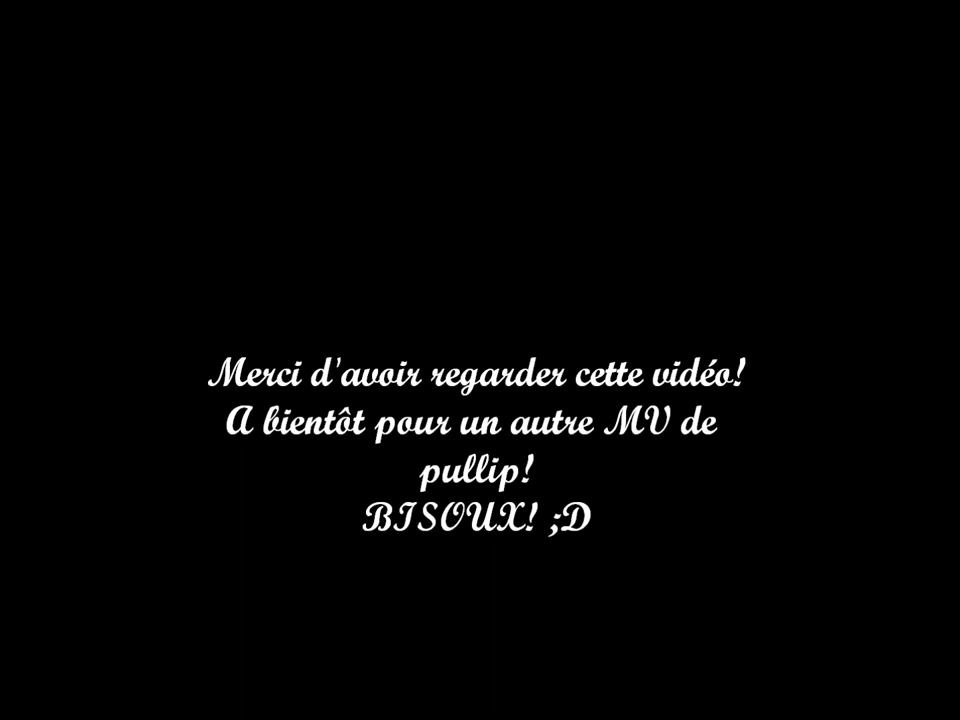 Merci d'avoir regarder cette vidéo!
A bientôt pour un autre MV de
pullip!
BISOUX! ;D